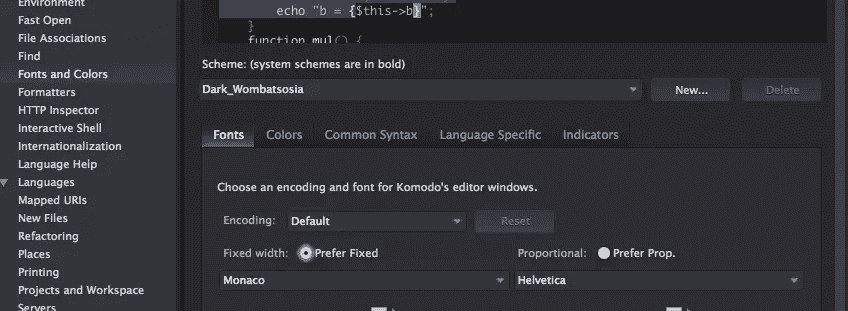 Environment
Fast Open
File Associations
Find
Fonts and Colors
Formatters
HTTP Inspector
Interactive Shell
Internationalization
Language Help
Languages
Mapped URIs
New Files
Refactoring
Places
Printing
Projects and Workspace
Servers
echo "b = {$this->b}";
}
function mul() {
Scheme: (system schemes are in bold)
Dark_Wombatsosia New... Delete
Fonts Colors Common Syntax Language Specific Indicators
Choose an encoding and font for Komodo's editor windows.
Encoding: Default Reset
Fixed width: Prefer Fixed Proportional: Prefer Prop.
Monaco Helvetica